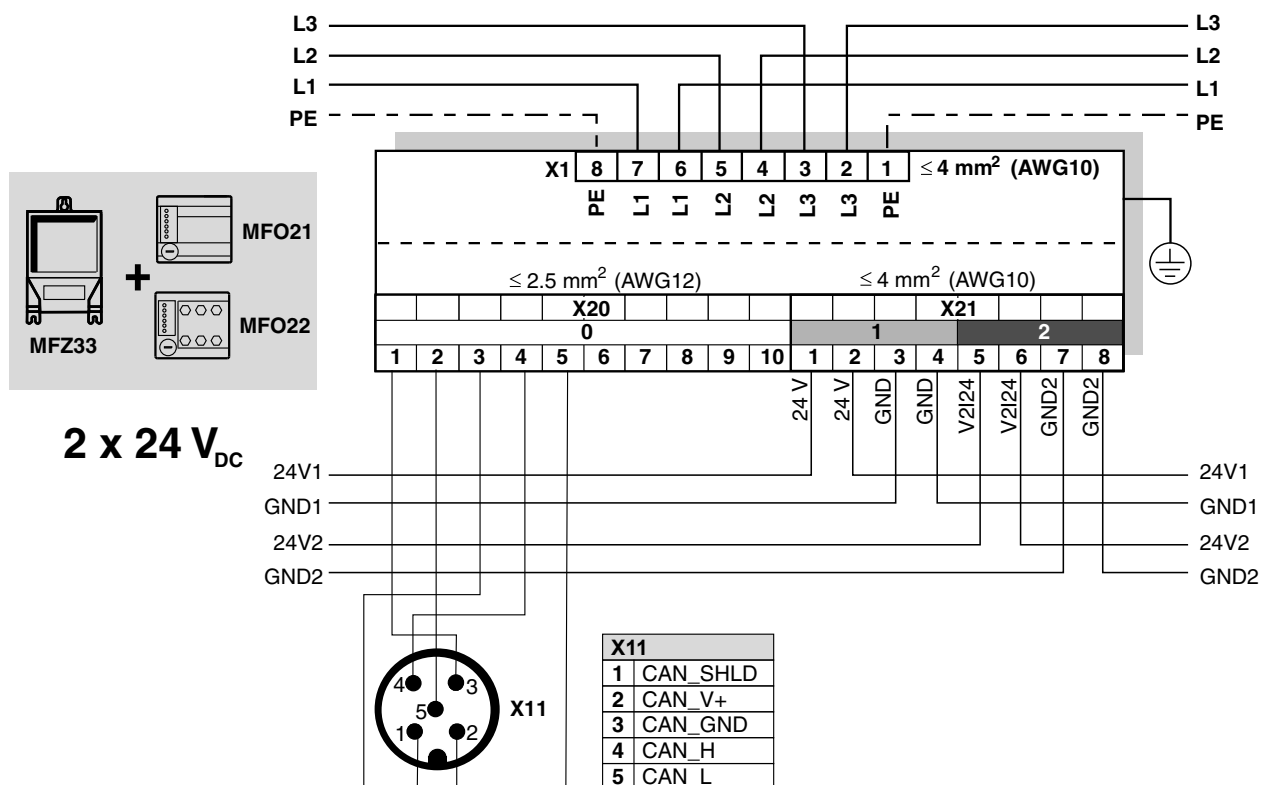 L3 L3
L2 L2
L1 L1
PE PE
X1 8 7 6 5 4 3 2 1 ≤ 4 mm² (AWG10)
PE L1 L1 L2 L2 L3 L3 PE
MFO21
+
MFO22
MFZ33
≤ 2.5 mm² (AWG12) ≤ 4 mm² (AWG10)
X20 X21
0 1 2
1 2 3 4 5 6 7 8 9 10 1 2 3 4 5 6 7 8
24 V 24 V GND GND V2I24 V2I24 GND2 GND2
2 x 24 V DC
24V1 24V1
GND1 GND1
24V2 24V2
GND2 GND2
4 3
5
1 2
X11
X11
1 CAN_SHLD
2 CAN_V+
3 CAN_GND
4 CAN_H
5 CAN_L